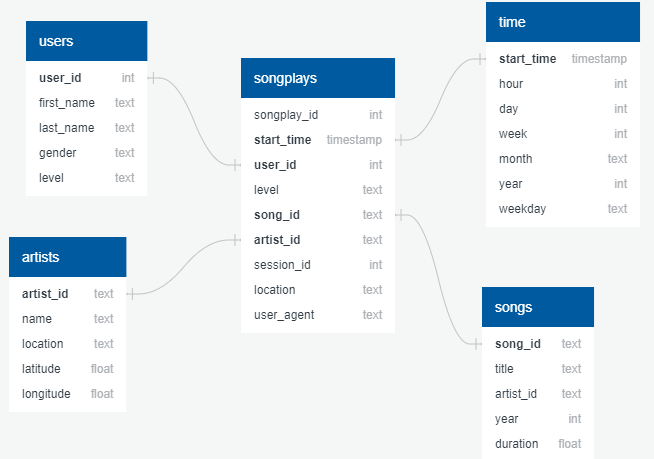 users
user_id int
first_name text
last_name text
gender text
level text
songplays
songplay_id int
start_time timestamp
user_id int
level text
song_id text
artist_id text
session_id int
location text
user_agent text
time
start_time timestamp
hour int
day int
week int
month text
year int
weekday text
artists
artist_id text
name text
location text
latitude float
longitude float
songs
song_id text
title text
artist_id text
year int
duration float